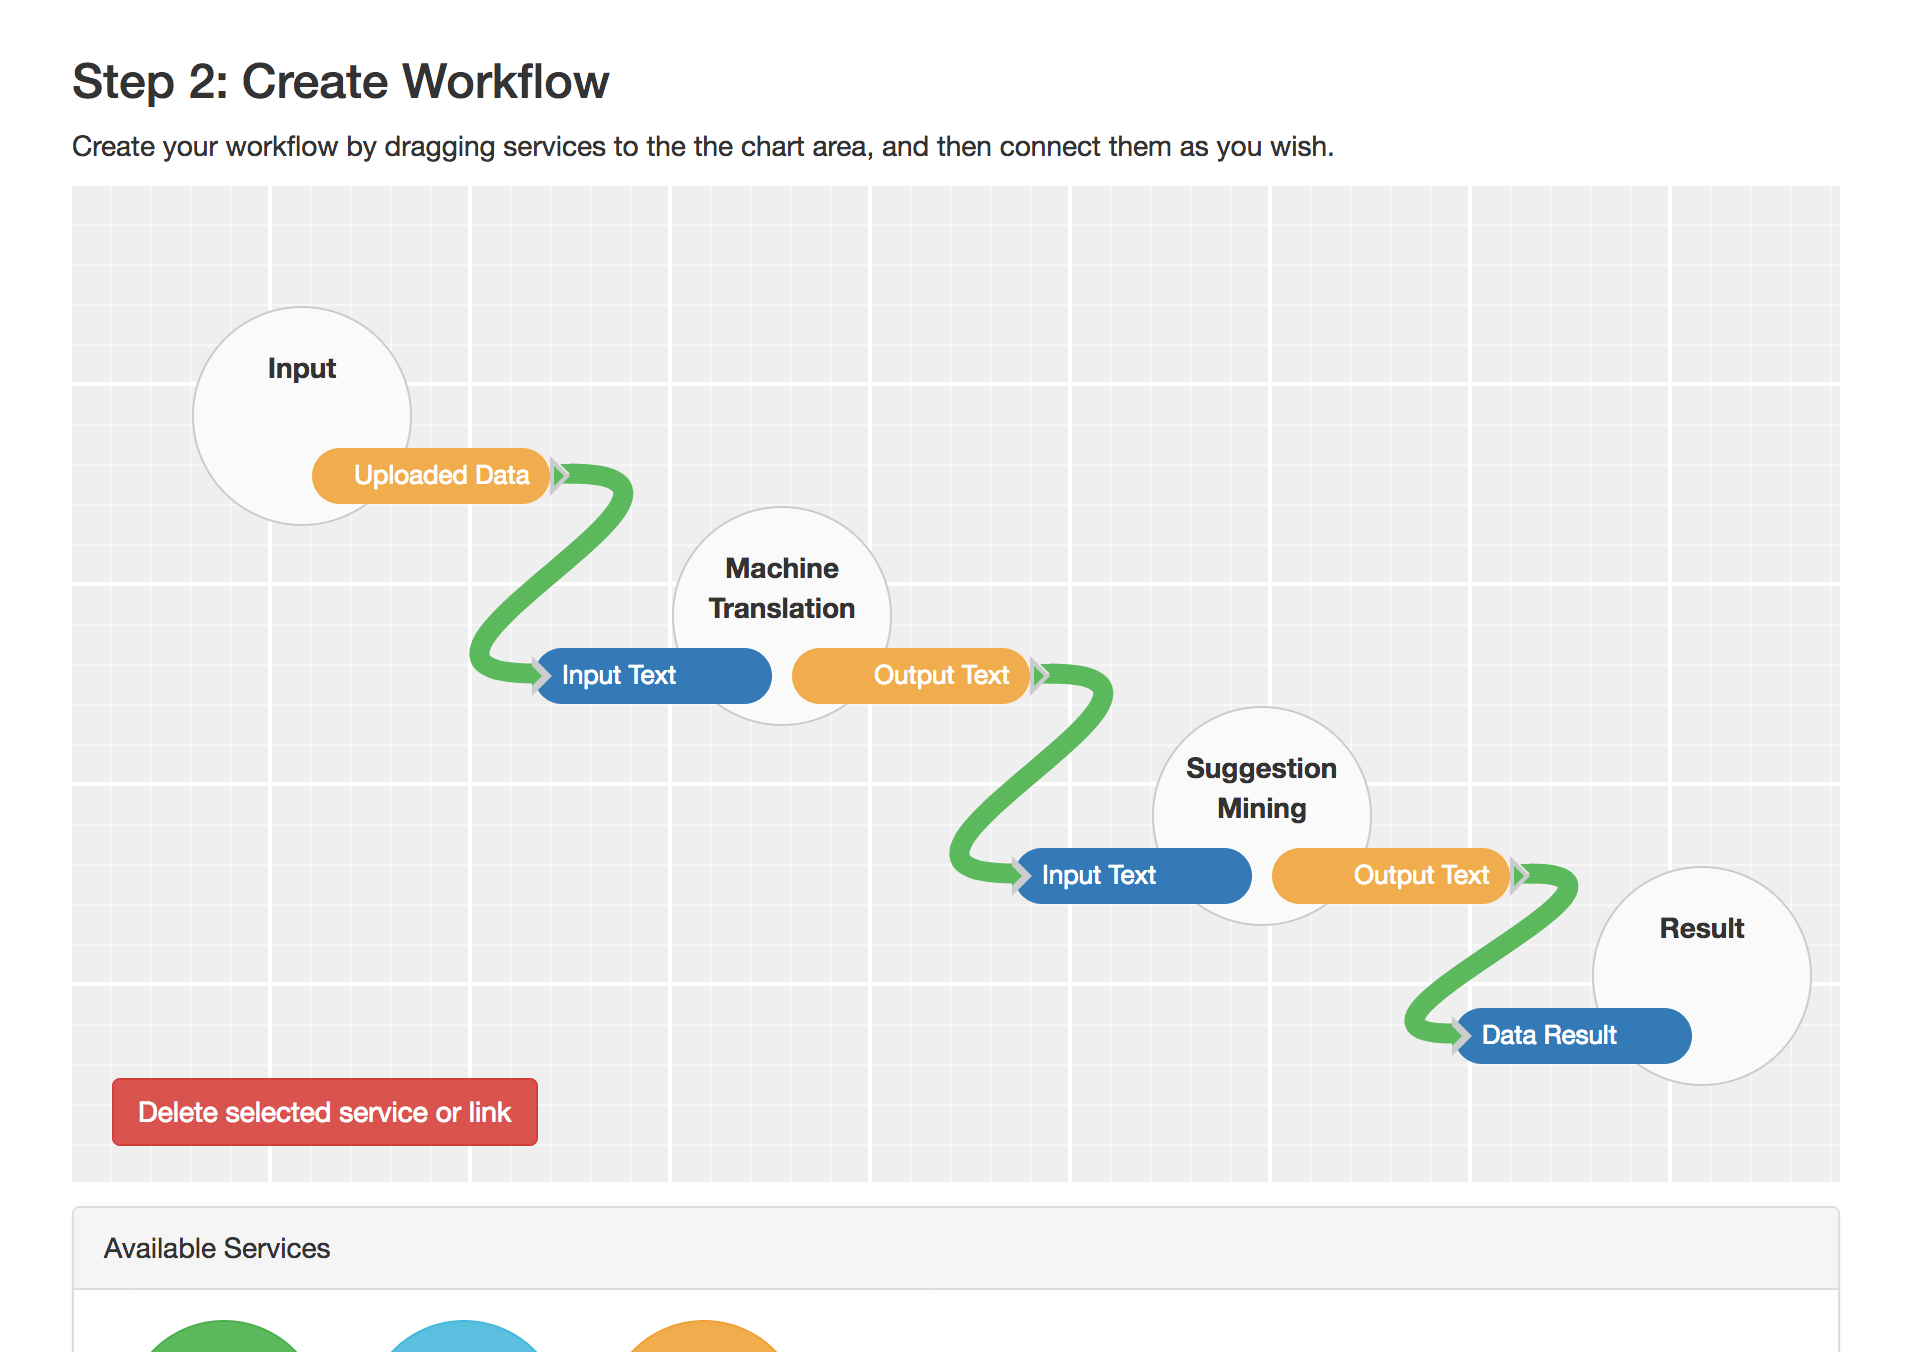 Step 2: Create Workflow
Create your workflow by dragging services to the the chart area, and then connect them as you wish.
Input
Uploaded Data
Machine
Translation
Input Text
Output Text
Suggestion
Mining
Input Text
Output Text
Result
Data Result
Delete selected service or link
Available Services